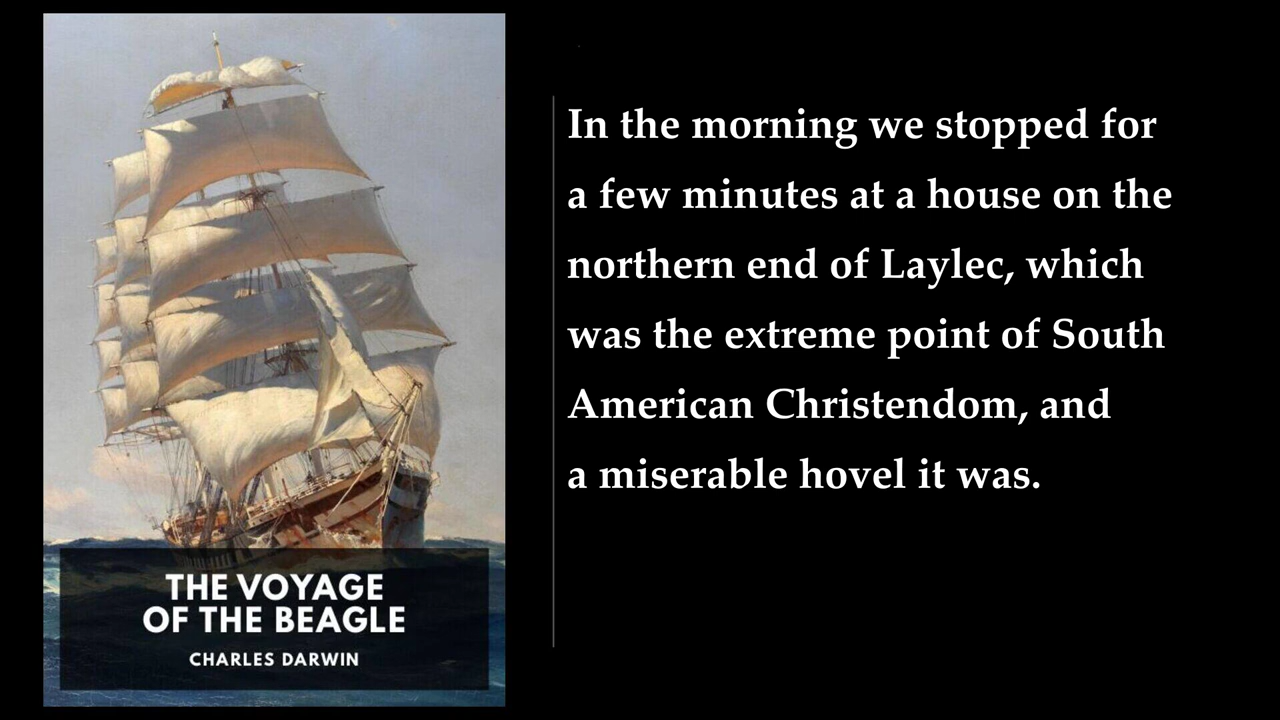 THE VOYAGE
OF THE BEAGLE
CHARLES DARWIN
In the morning we stopped for
a few minutes at a house on the
northern end of Laylec, which
was the extreme point of South
American Christendom, and
a miserable hovel it was.